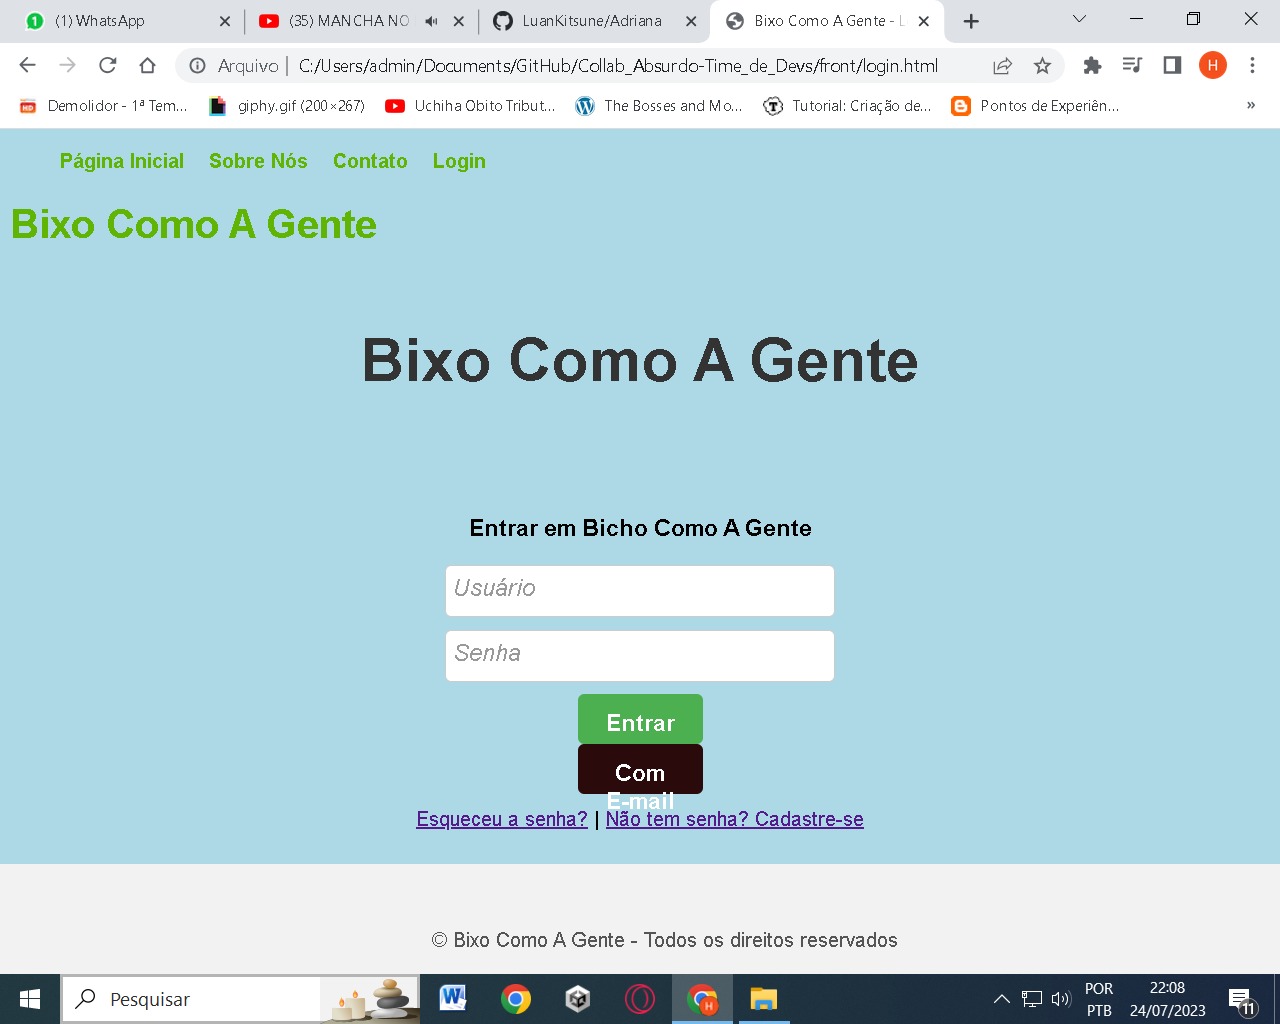 (1) WhatsApp
(35) MANCHA NO
LuanKitsune/Adriana
Bixo Como A Gente - L
Arquivo | C:/Users/admin/Documents/GitHub/Collab_Absurdo-Time_de_Devs/front/login.html
H
HD Demolidor - 1ª Tem...
giphy.gif (200×267)
Uchiha Obito Tribut...
The Bosses and Mo...
Tutorial: Criação de...
Pontos de Experiên...
»
Página Inicial Sobre Nós Contato Login
Bixo Como A Gente
Bixo Como A Gente
Entrar em Bicho Como A Gente
Usuário
Senha
Entrar
Com
E-mail
Esqueceu a senha? | Não tem senha? Cadastre-se
© Bixo Como A Gente - Todos os direitos reservados
Pesquisar
POR
PTB
22:08
24/07/2023
11